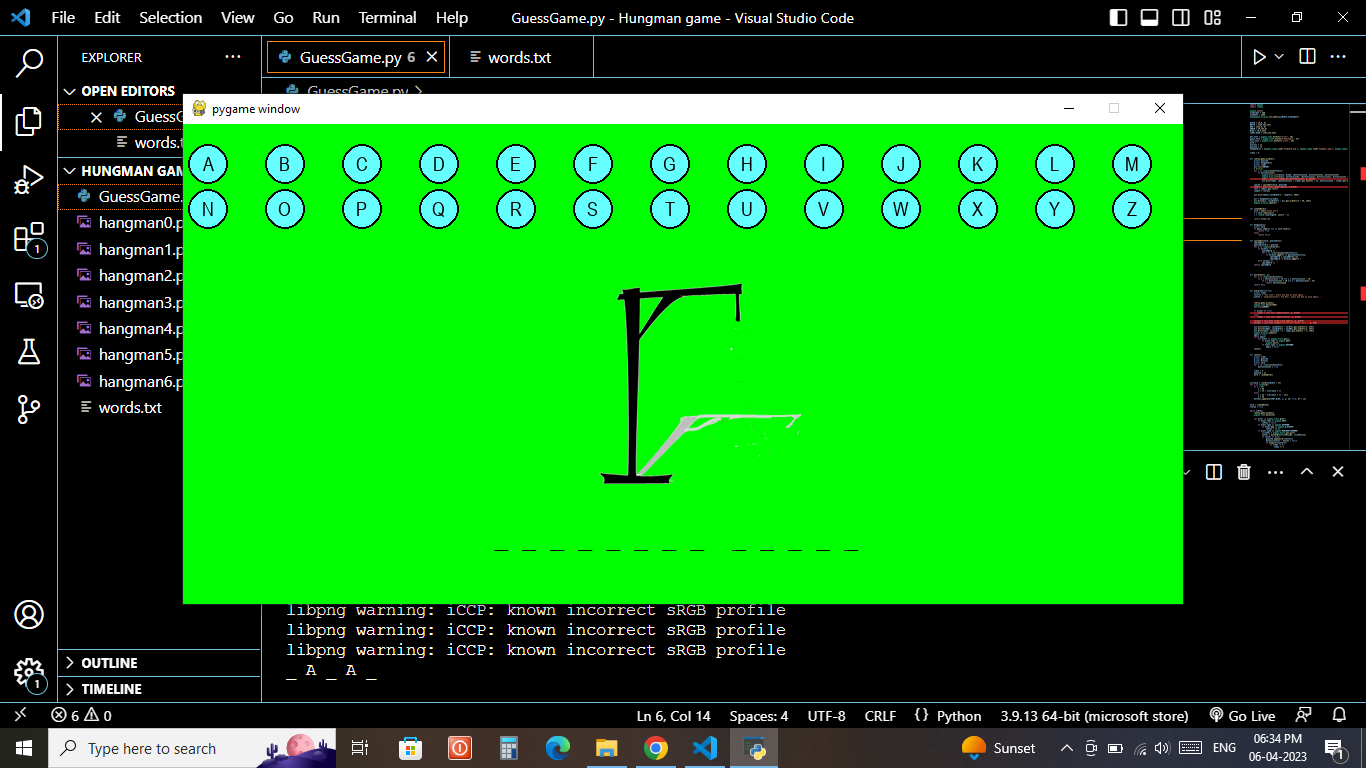 File Edit Selection View Go Run Terminal Help GuessGame.py - Hungman game - Visual Studio Code
EXPLORER ··· GuessGame.py 6 words.txt
OPEN EDITORS GuessGame.py >
GuessG
words.t
pygame window
HUNGMAN GAM
GuessGame.
hangman0.p
hangman1.p
hangman2.p
hangman3.p
hangman4.p
hangman5.p
hangman6.p
words.txt
A B C D E F G H I J K L M
N O P Q R S T U V W X Y Z
_ _ _ _ _ _ _ _ _ _ _ _ _
libpng warning: iCCP: known incorrect sRGB profile
libpng warning: iCCP: known incorrect sRGB profile
libpng warning: iCCP: known incorrect sRGB profile
_ A _ A _
OUTLINE
TIMELINE
1
1
6 0 Ln 6, Col 14 Spaces: 4 UTF-8 CRLF {} Python 3.9.13 64-bit (microsoft store) Go Live
Type here to search Sunset ENG 06:34 PM
06-04-2023 1